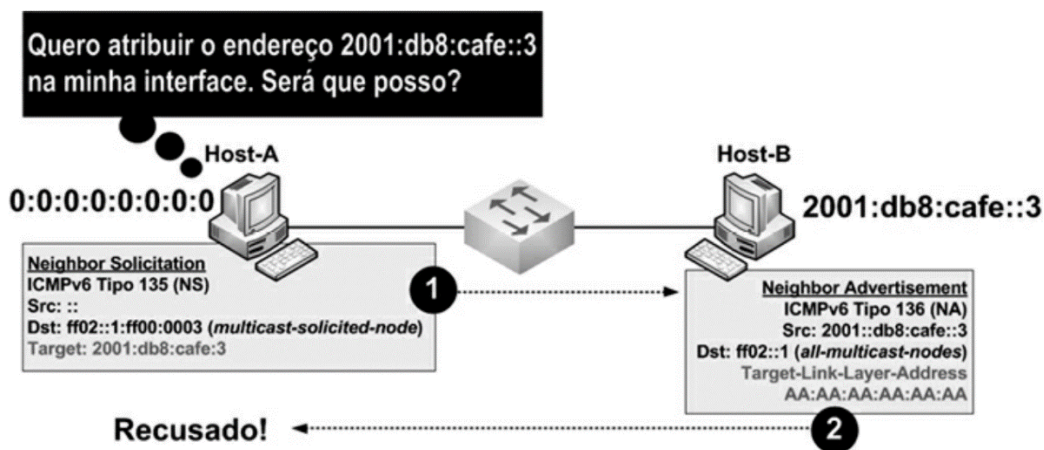 Quero atribuir o endereço 2001:db8:cafe::3
na minha interface. Será que posso?
Host-A
Host-B
0:0:0:0:0:0:0:0
2001:db8:cafe::3
Neighbor Solicitation
ICMPv6 Tipo 135 (NS)
Src: ::
Dst: ff02::1:ff00:0003 (multicast-solicited-node)
Target: 2001:db8:cafe:3
1
Neighbor Advertisement
ICMPv6 Tipo 136 (NA)
Src: 2001::db8:cafe::3
Dst: ff02::1 (all-multicast-nodes)
Target-Link-Layer-Address
AA:AA:AA:AA:AA:AA
Recusado!
2